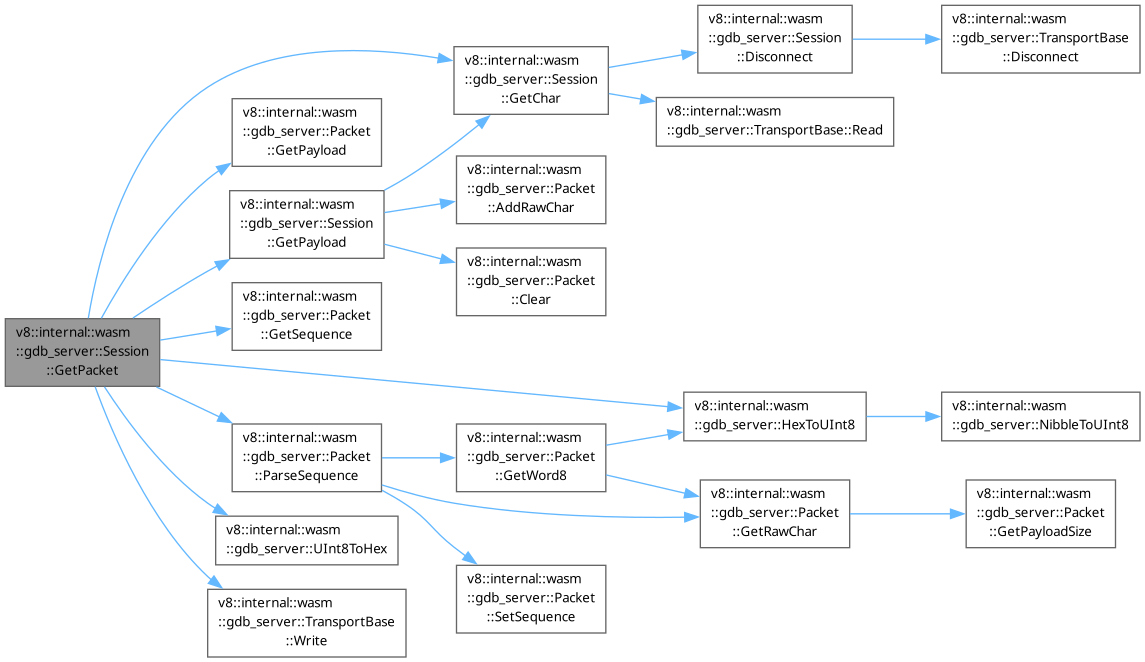 v8::internal::wasm
::gdb_server::Session
::GetPacket
v8::internal::wasm
::gdb_server::Packet
::GetPayload
v8::internal::wasm
::gdb_server::Session
::GetPayload
v8::internal::wasm
::gdb_server::Packet
::GetSequence
v8::internal::wasm
::gdb_server::Packet
::ParseSequence
v8::internal::wasm
::gdb_server::UInt8ToHex
v8::internal::wasm
::gdb_server::TransportBase
::Write
v8::internal::wasm
::gdb_server::Session
::GetChar
v8::internal::wasm
::gdb_server::Packet
::AddRawChar
v8::internal::wasm
::gdb_server::Packet
::Clear
v8::internal::wasm
::gdb_server::Packet
::GetWord8
v8::internal::wasm
::gdb_server::Packet
::SetSequence
v8::internal::wasm
::gdb_server::Session
::Disconnect
v8::internal::wasm
::gdb_server::TransportBase::Read
v8::internal::wasm
::gdb_server::HexToUInt8
v8::internal::wasm
::gdb_server::Packet
::GetRawChar
v8::internal::wasm
::gdb_server::TransportBase
::Disconnect
v8::internal::wasm
::gdb_server::NibbleToUInt8
v8::internal::wasm
::gdb_server::Packet
::GetPayloadSize